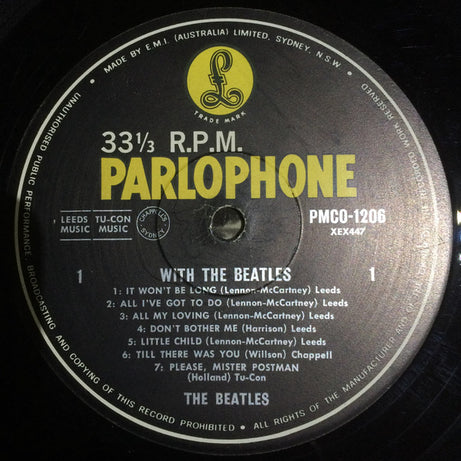 MADE BY E.M.I. (AUSTRALIA) LIMITED, SYDNEY, N.S.W.
£
TRADE MARK
33⅓ R.P.M.
PARLOPHONE
LEEDS TU-CON
MUSIC MUSIC
CHAPPELL
SYDNEY
PMCO-1206
XEX447
1
WITH THE BEATLES
1
1: IT WON'T BE LONG (Lennon-McCartney) Leeds
2: ALL I'VE GOT TO DO (Lennon-McCartney) Leeds
3: ALL MY LOVING (Lennon-McCartney) Leeds
4: DON'T BOTHER ME (Harrison) Leeds
5: LITTLE CHILD (Lennon-McCartney) Leeds
6: TILL THERE WAS YOU (Willson) Chappell
7: PLEASE, MISTER POSTMAN
(Holland) Tu-Con
THE BEATLES
UNAUTHORISED PUBLIC PERFORMANCE, BROADCASTING AND COPYING OF THIS RECORD PROHIBITED
ALL RIGHTS OF THE MANUFACTURER AND OF THE OWNER OF THE RECORDED WORK RESERVED